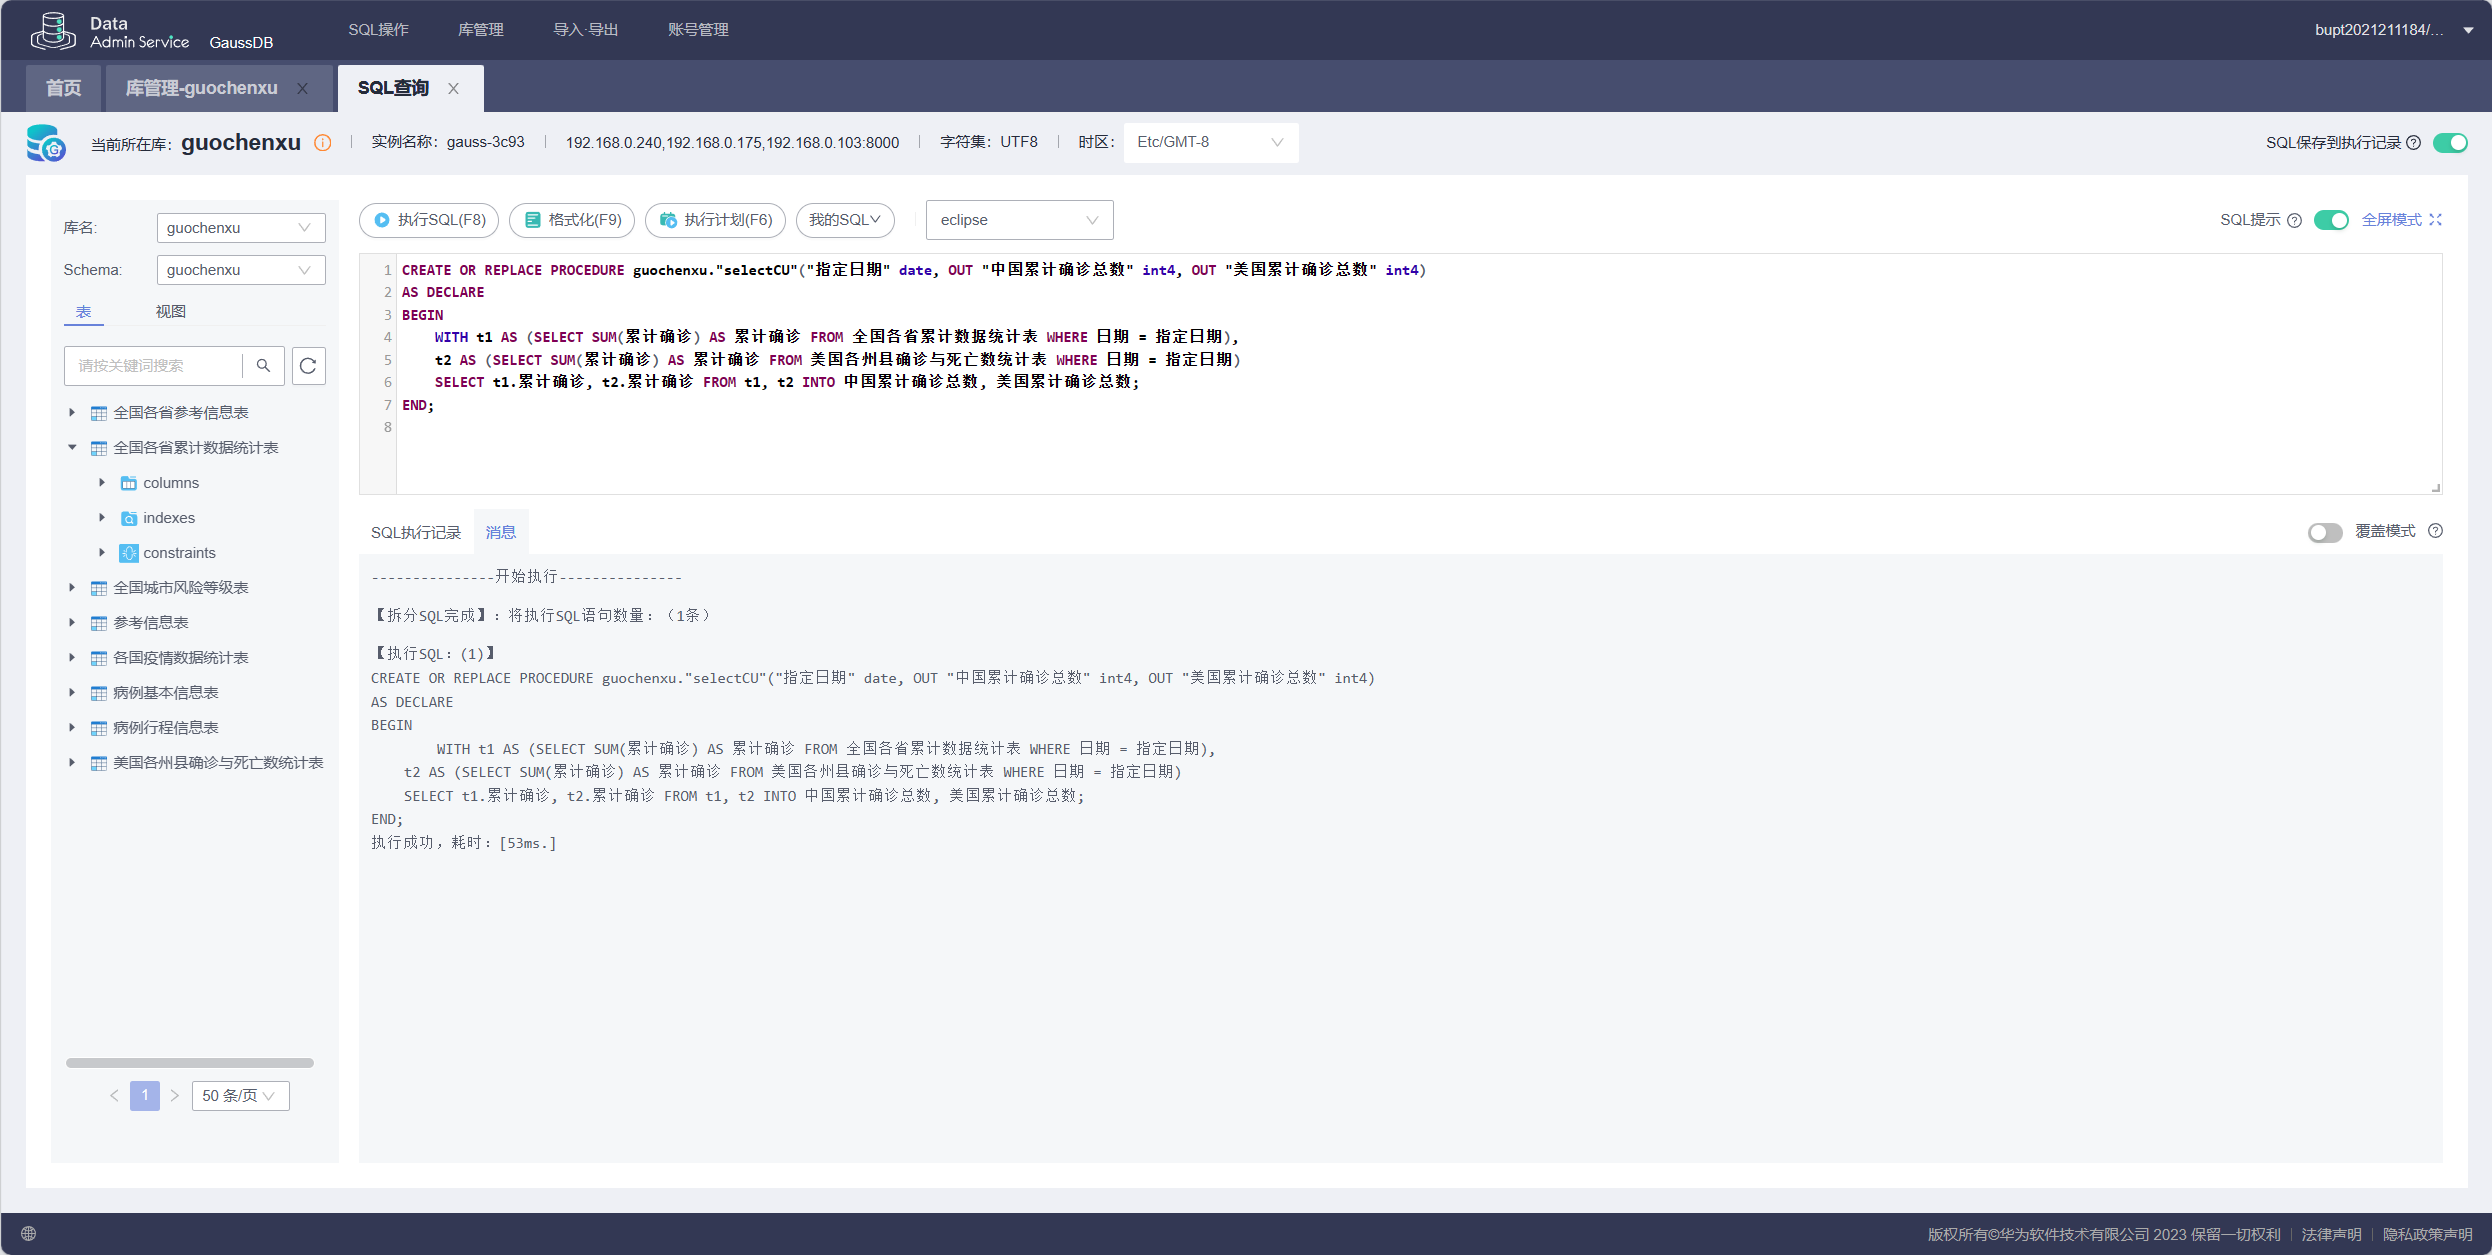 Data
Admin Service
GaussDB
SQL操作
库管理
导入·导出
账号管理
bupt2021211184/...
首页
库管理-guochenxu
SQL查询
当前所在库: guochenxu
实例名称: gauss-3c93
192.168.0.240,192.168.0.175,192.168.0.103:8000
字符集: UTF8
时区: Etc/GMT-8
SQL保存到执行记录
库名: guochenxu
Schema: guochenxu
表 视图
请按关键词搜索
全国各省参考信息表
全国各省累计数据统计表
columns
indexes
constraints
全国城市风险等级表
参考信息表
各国疫情数据统计表
病例基本信息表
病例行程信息表
美国各州县确诊与死亡数统计表
1
50 条/页
执行SQL(F8)
格式化(F9)
执行计划(F6)
我的SQL
eclipse
SQL提示
全屏模式
1 CREATE OR REPLACE PROCEDURE guochenxu."selectCU"("指定日期" date, OUT "中国累计确诊总数" int4, OUT "美国累计确诊总数" int4)
2 AS DECLARE
3 BEGIN
4 WITH t1 AS (SELECT SUM(累计确诊) AS 累计确诊 FROM 全国各省累计数据统计表 WHERE 日期 = 指定日期),
5 t2 AS (SELECT SUM(累计确诊) AS 累计确诊 FROM 美国各州县确诊与死亡数统计表 WHERE 日期 = 指定日期)
6 SELECT t1.累计确诊, t2.累计确诊 FROM t1, t2 INTO 中国累计确诊总数, 美国累计确诊总数;
7 END;
8
SQL执行记录
消息
覆盖模式
---------------开始执行---------------
【拆分SQL完成】：将执行SQL语句数量：（1条）
【执行SQL：(1)】
CREATE OR REPLACE PROCEDURE guochenxu."selectCU"("指定日期" date, OUT "中国累计确诊总数" int4, OUT "美国累计确诊总数" int4)
AS DECLARE
BEGIN
WITH t1 AS (SELECT SUM(累计确诊) AS 累计确诊 FROM 全国各省累计数据统计表 WHERE 日期 = 指定日期),
t2 AS (SELECT SUM(累计确诊) AS 累计确诊 FROM 美国各州县确诊与死亡数统计表 WHERE 日期 = 指定日期)
SELECT t1.累计确诊, t2.累计确诊 FROM t1, t2 INTO 中国累计确诊总数, 美国累计确诊总数;
END;
执行成功，耗时：[53ms.]
版权所有©华为软件技术有限公司 2023 保留一切权利 | 法律声明 | 隐私政策声明